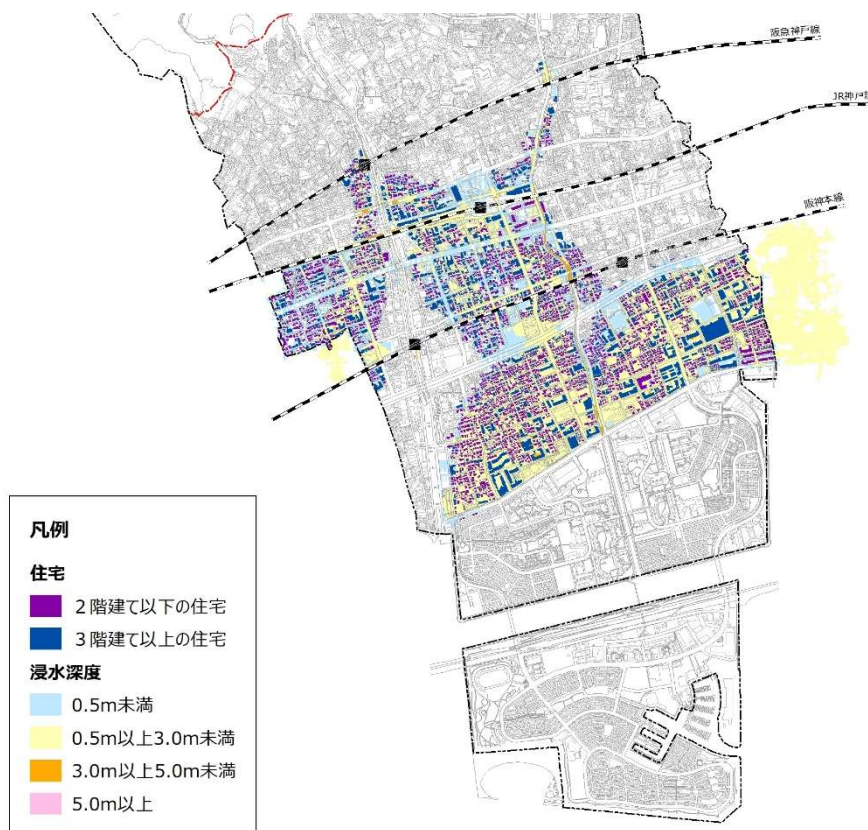 阪急神戸線
JR神戸
阪神本線
凡例
住宅
2階建て以下の住宅
3階建て以上の住宅
浸水深度
0.5m未満
0.5m以上3.0m未満
3.0m以上5.0m未満
5.0m以上